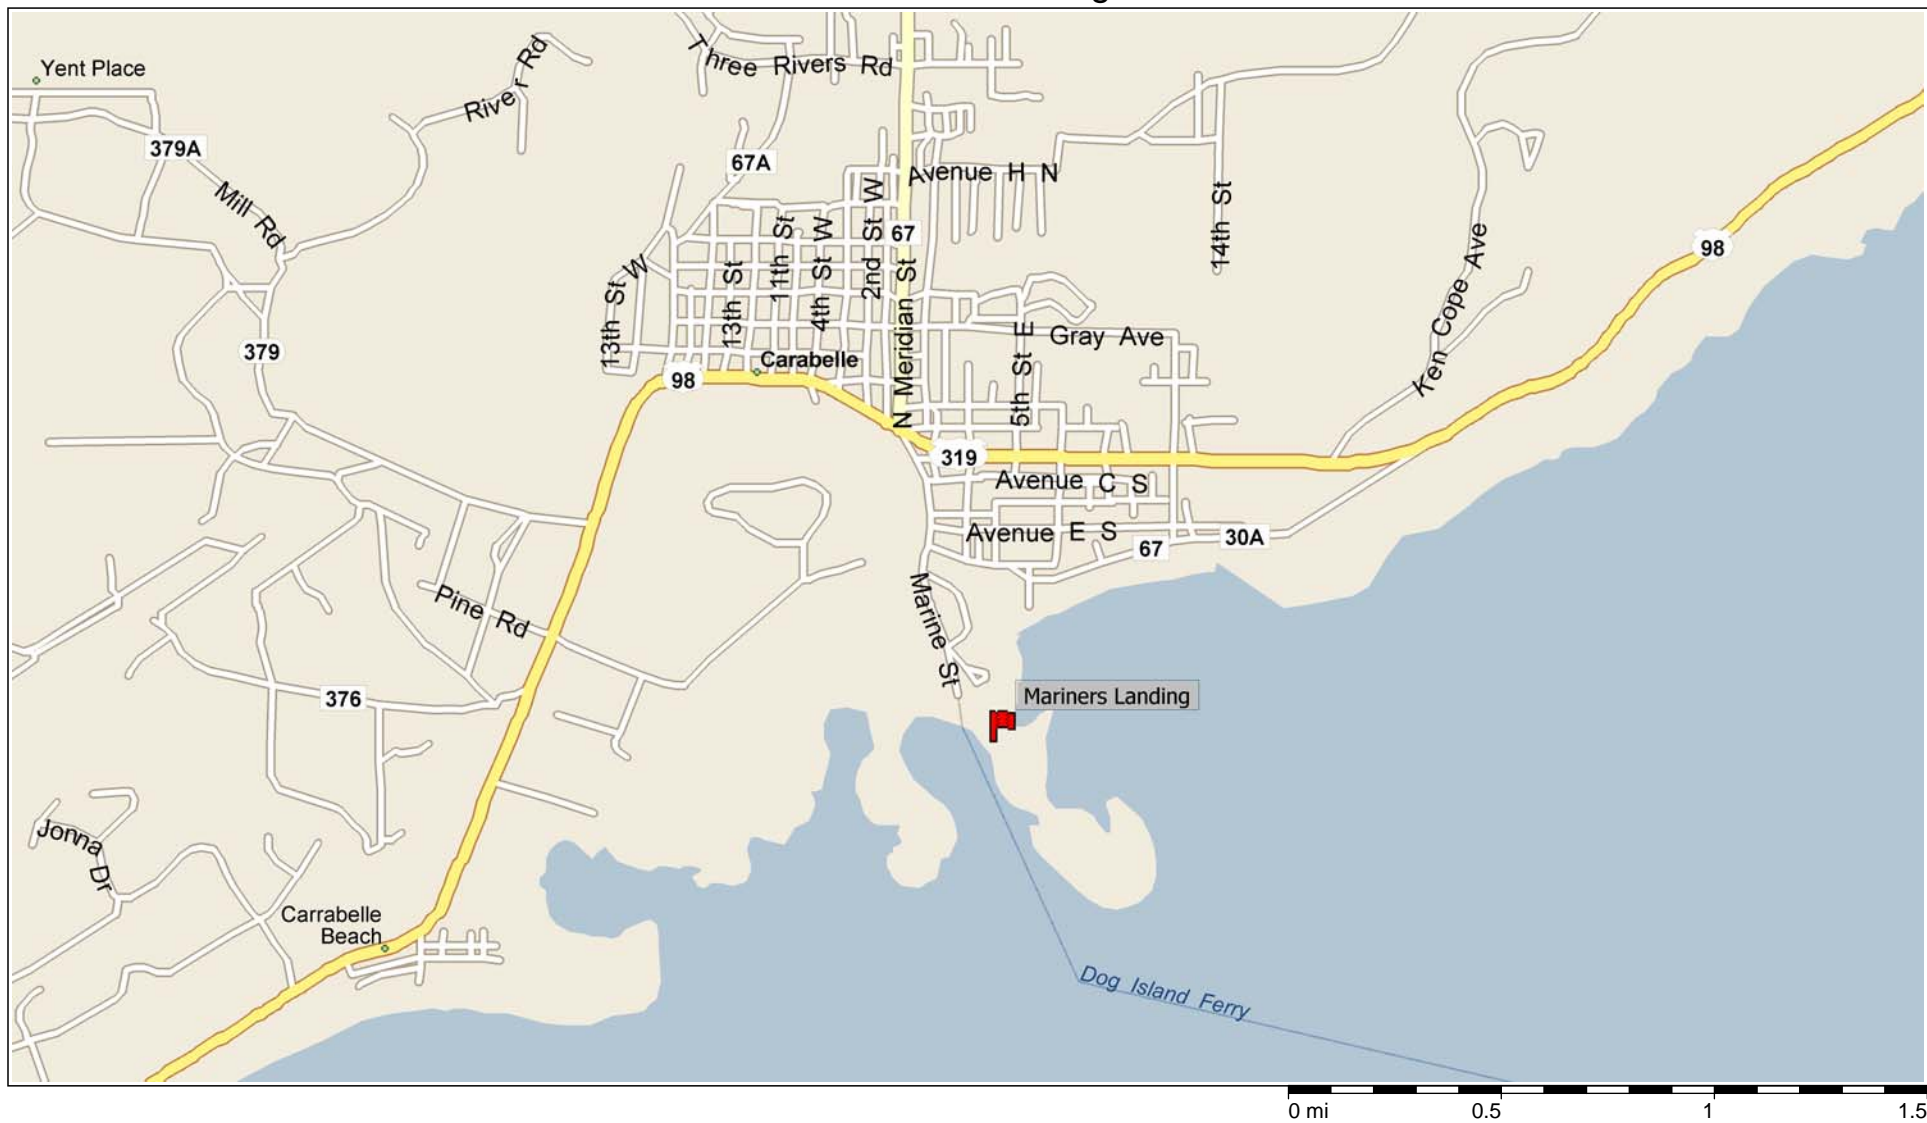 Three Rivers Rd
River Rd
Yent Place
379A
67A
Mill Rd
Avenue H N
14th St
2nd St W
67
11th St
4th St W
13th St
13th St W
N Meridian St
98
Ken Cope Ave
Gray Ave
5th St E
379
Carabelle
98
319
Avenue C S
Avenue E S
67
30A
Marine St
Pine Rd
376
Mariners Landing
Jonna Dr
Carrabelle
Beach
Dog Island Ferry
0 mi
0.5
1
1.5